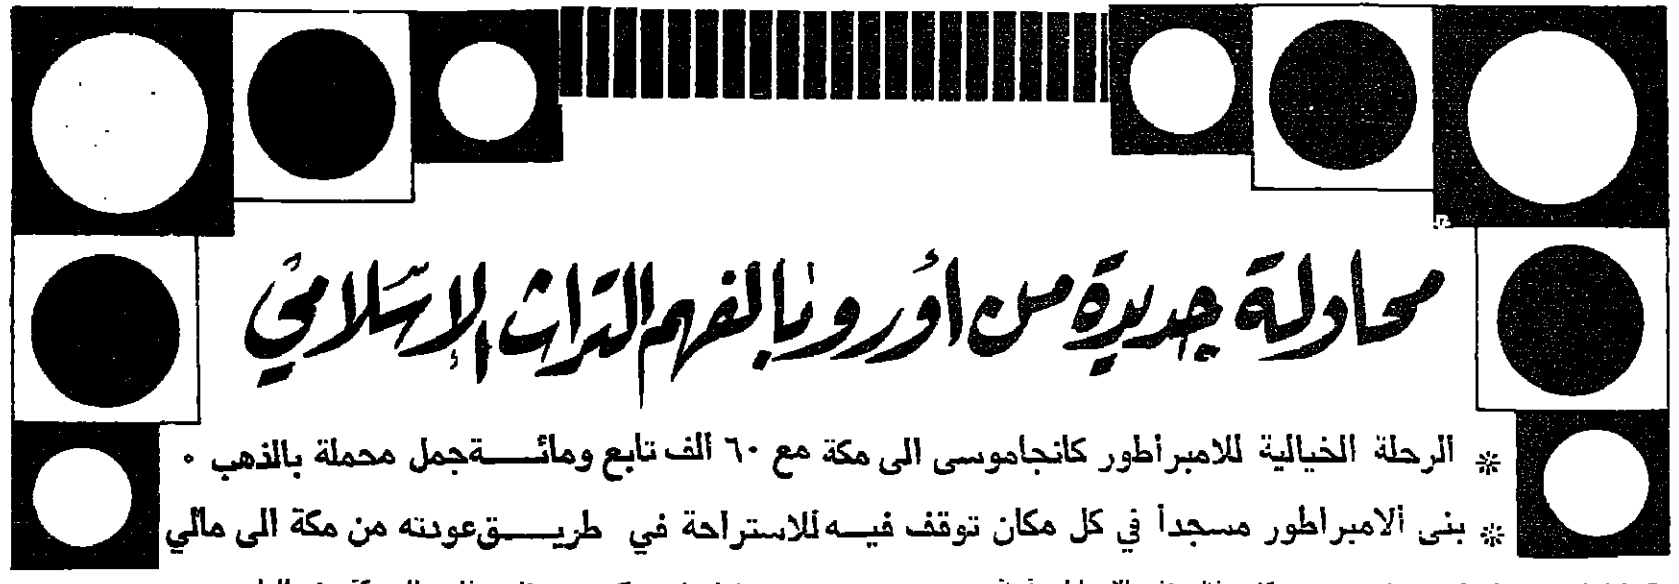 محاولة جديدة من أوروبا لفهم التراث الإسلامي
* الرحلة الخيالية للامبراطور كانجاموسى الى مكة مع ٦٠ الف تابع ومائة جمل محملة بالذهب ٠
* بنى الامبراطور مسجداً في كل مكان توقف فيه للاستراحة في طريق عودته من مكة الى مالي